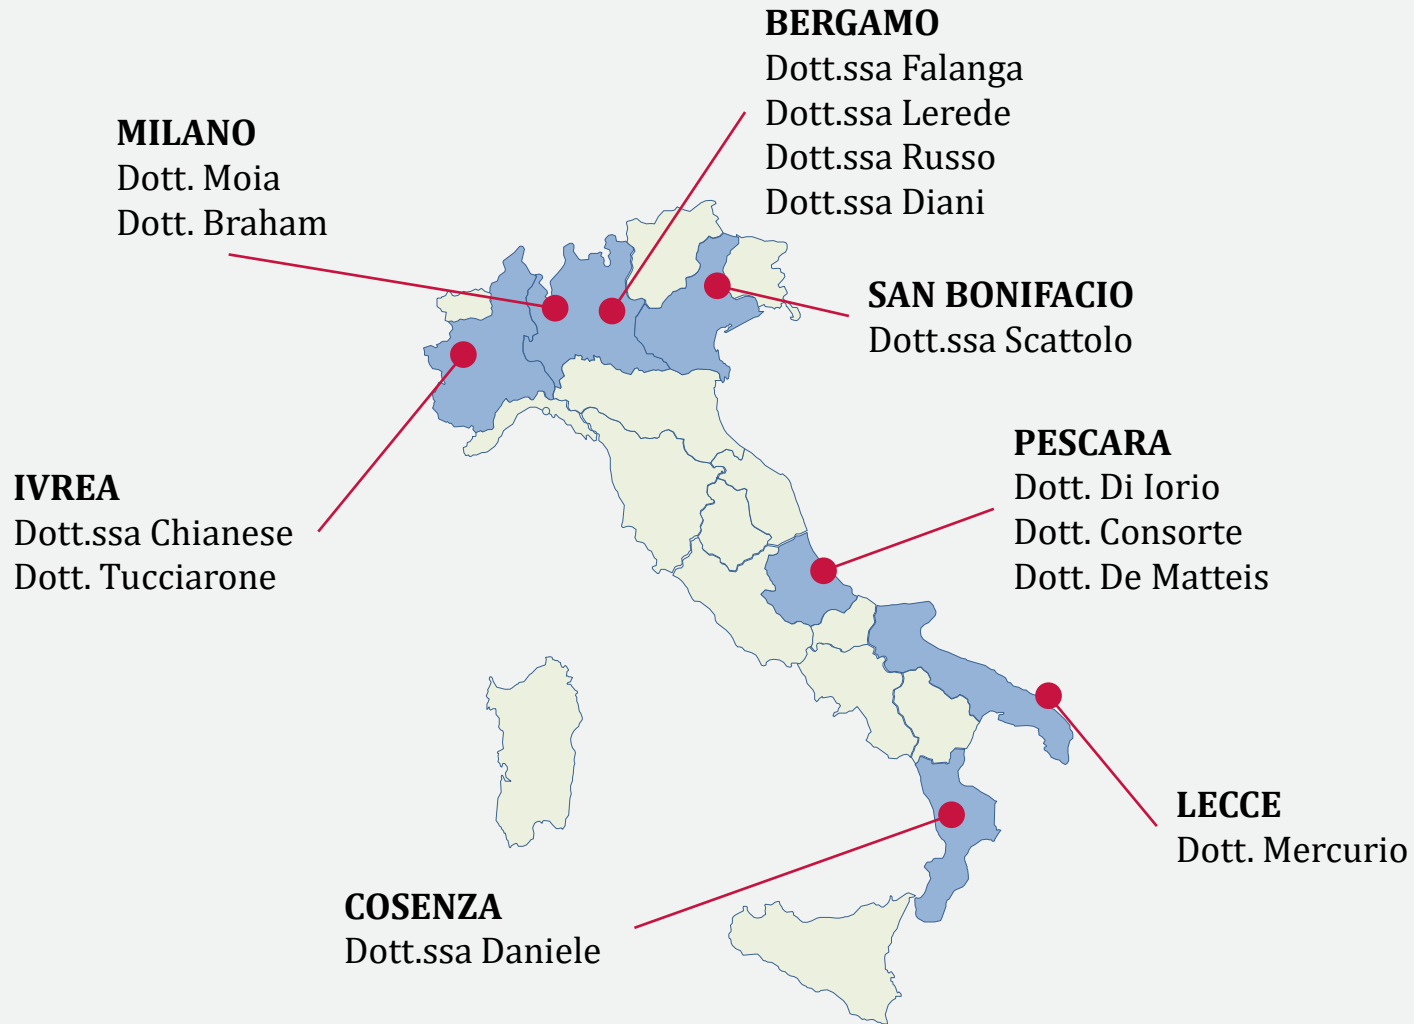 BERGAMO
Dott.ssa Falanga
Dott.ssa Lerede
Dott.ssa Russo
Dott.ssa Diani
MILANO
Dott. Moia
Dott. Braham
SAN BONIFACIO
Dott.ssa Scattolo
PESCARA
Dott. Di Iorio
Dott. Consorte
Dott. De Matteis
IVREA
Dott.ssa Chianese
Dott. Tucciarone
LECCE
Dott. Mercurio
COSENZA
Dott.ssa Daniele